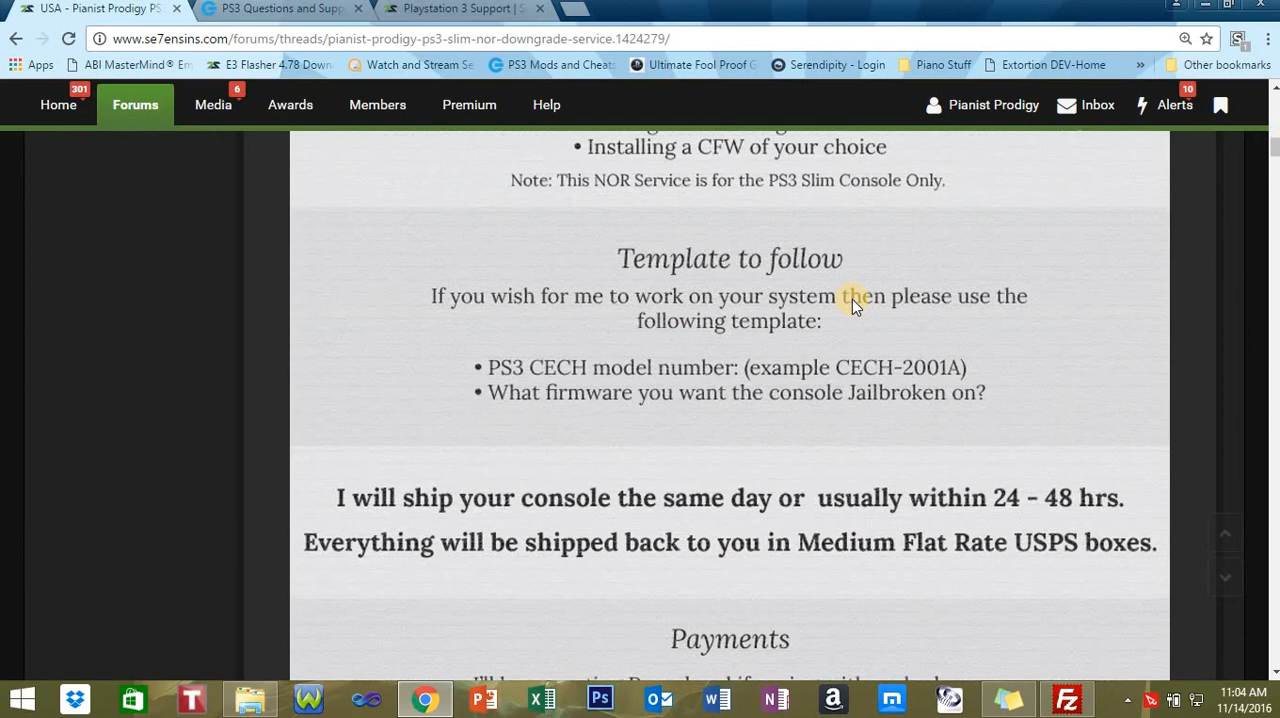 USA - Pianist Prodigy PS
PS3 Questions and Supp
Playstation 3 Support | S
www.se7ensins.com/forums/threads/pianist-prodigy-ps3-slim-nor-downgrade-service.1424279/
Apps
ABI MasterMind® Em
E3 Flasher 4.78 Down
Watch and Stream Se
PS3 Mods and Cheats
Ultimate Fool Proof G
Serendipity - Login
Piano Stuff
Extortion DEV-Home
»
Other bookmarks
Home
301
Forums
Media
6
Awards
Members
Premium
Help
Pianist Prodigy
Inbox
Alerts
10
• Installing a CFW of your choice
Note: This NOR Service is for the PS3 Slim Console Only.
Template to follow
If you wish for me to work on your system then please use the
following template:
• PS3 CECH model number: (example CECH-2001A)
• What firmware you want the console Jailbroken on?
I will ship your console the same day or usually within 24 - 48 hrs.
Everything will be shipped back to you in Medium Flat Rate USPS boxes.
Payments
11:04 AM
11/14/2016